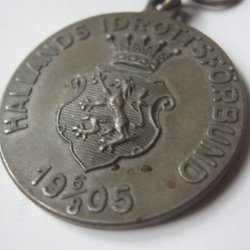 HALLANDS IDROTTSFÖRBUND
19 6/8 05